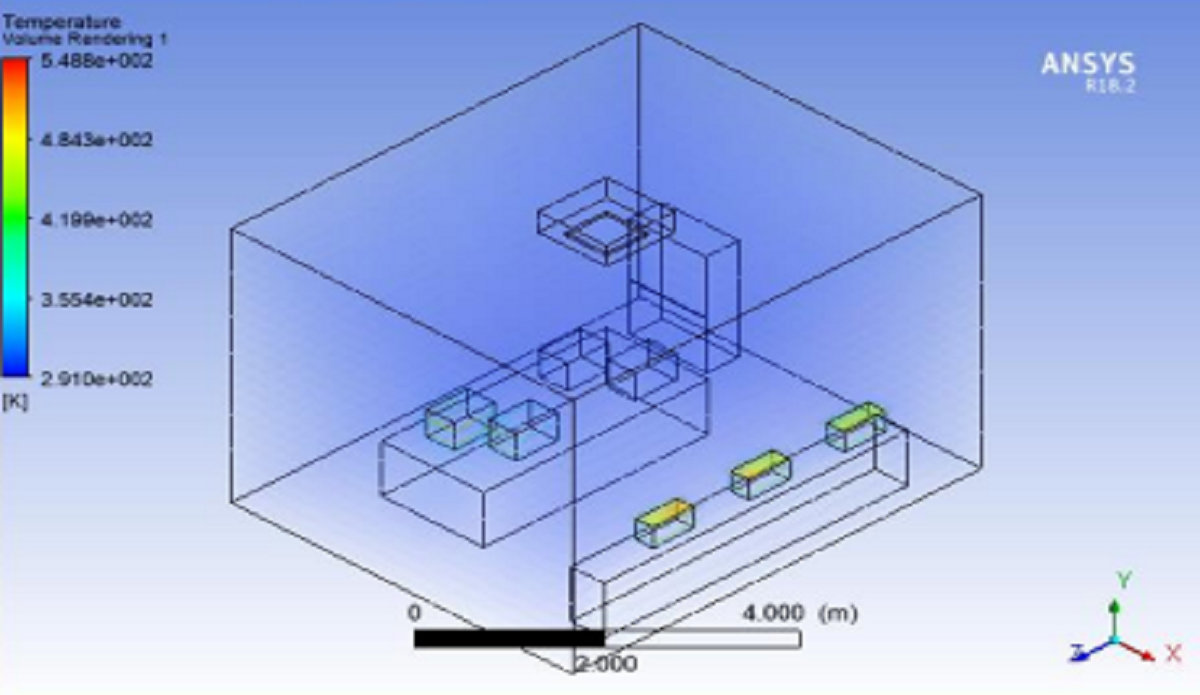 Temperature
Volume Rendering 1
5.488e+002
4.843e+002
4.199e+002
3.554e+002
2.910e+002
[K]
ANSYS
R18.2
0
4.000 (m)
2.000
Y
Z
X